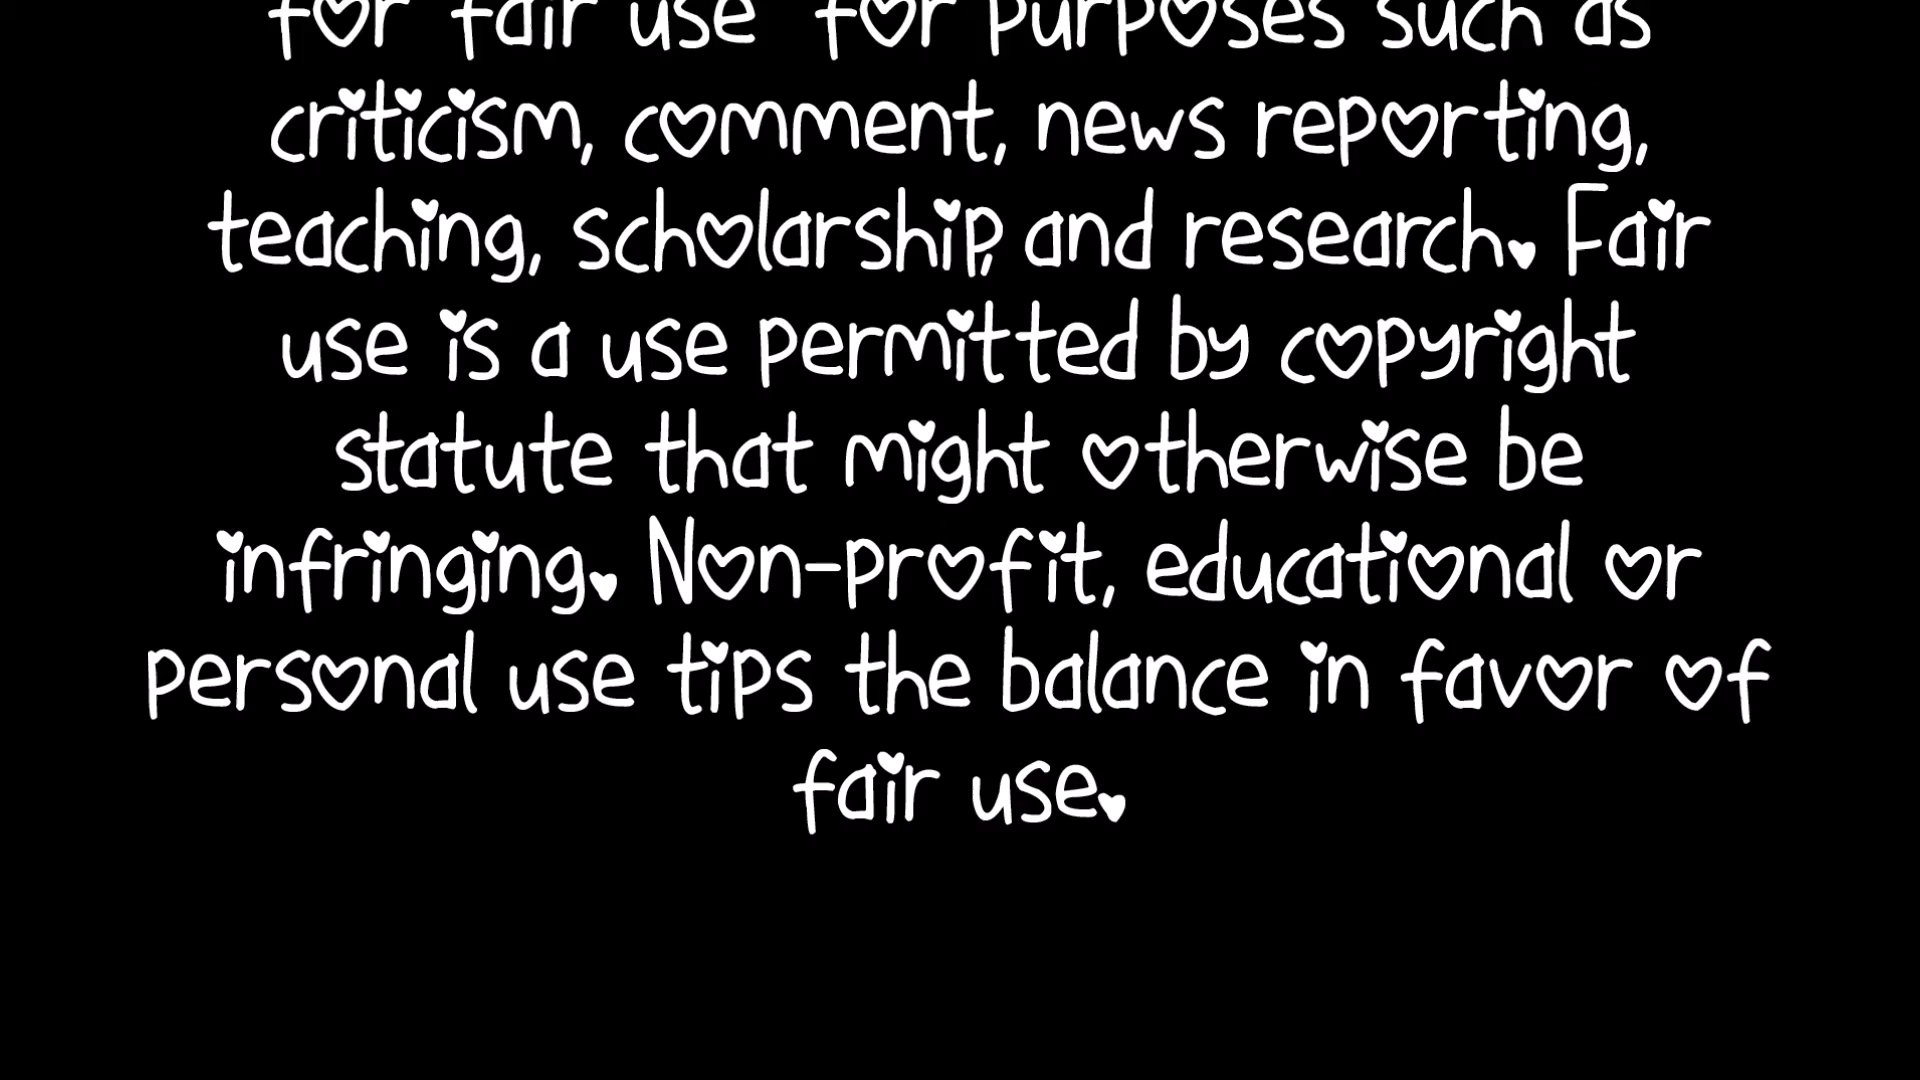 for fair use for purposes such as
criticism, comment, news reporting,
teaching, scholarship, and research. Fair
use is a use permitted by copyright
statute that might otherwise be
infringing. Non-profit, educational or
personal use tips the balance in favor of
fair use.